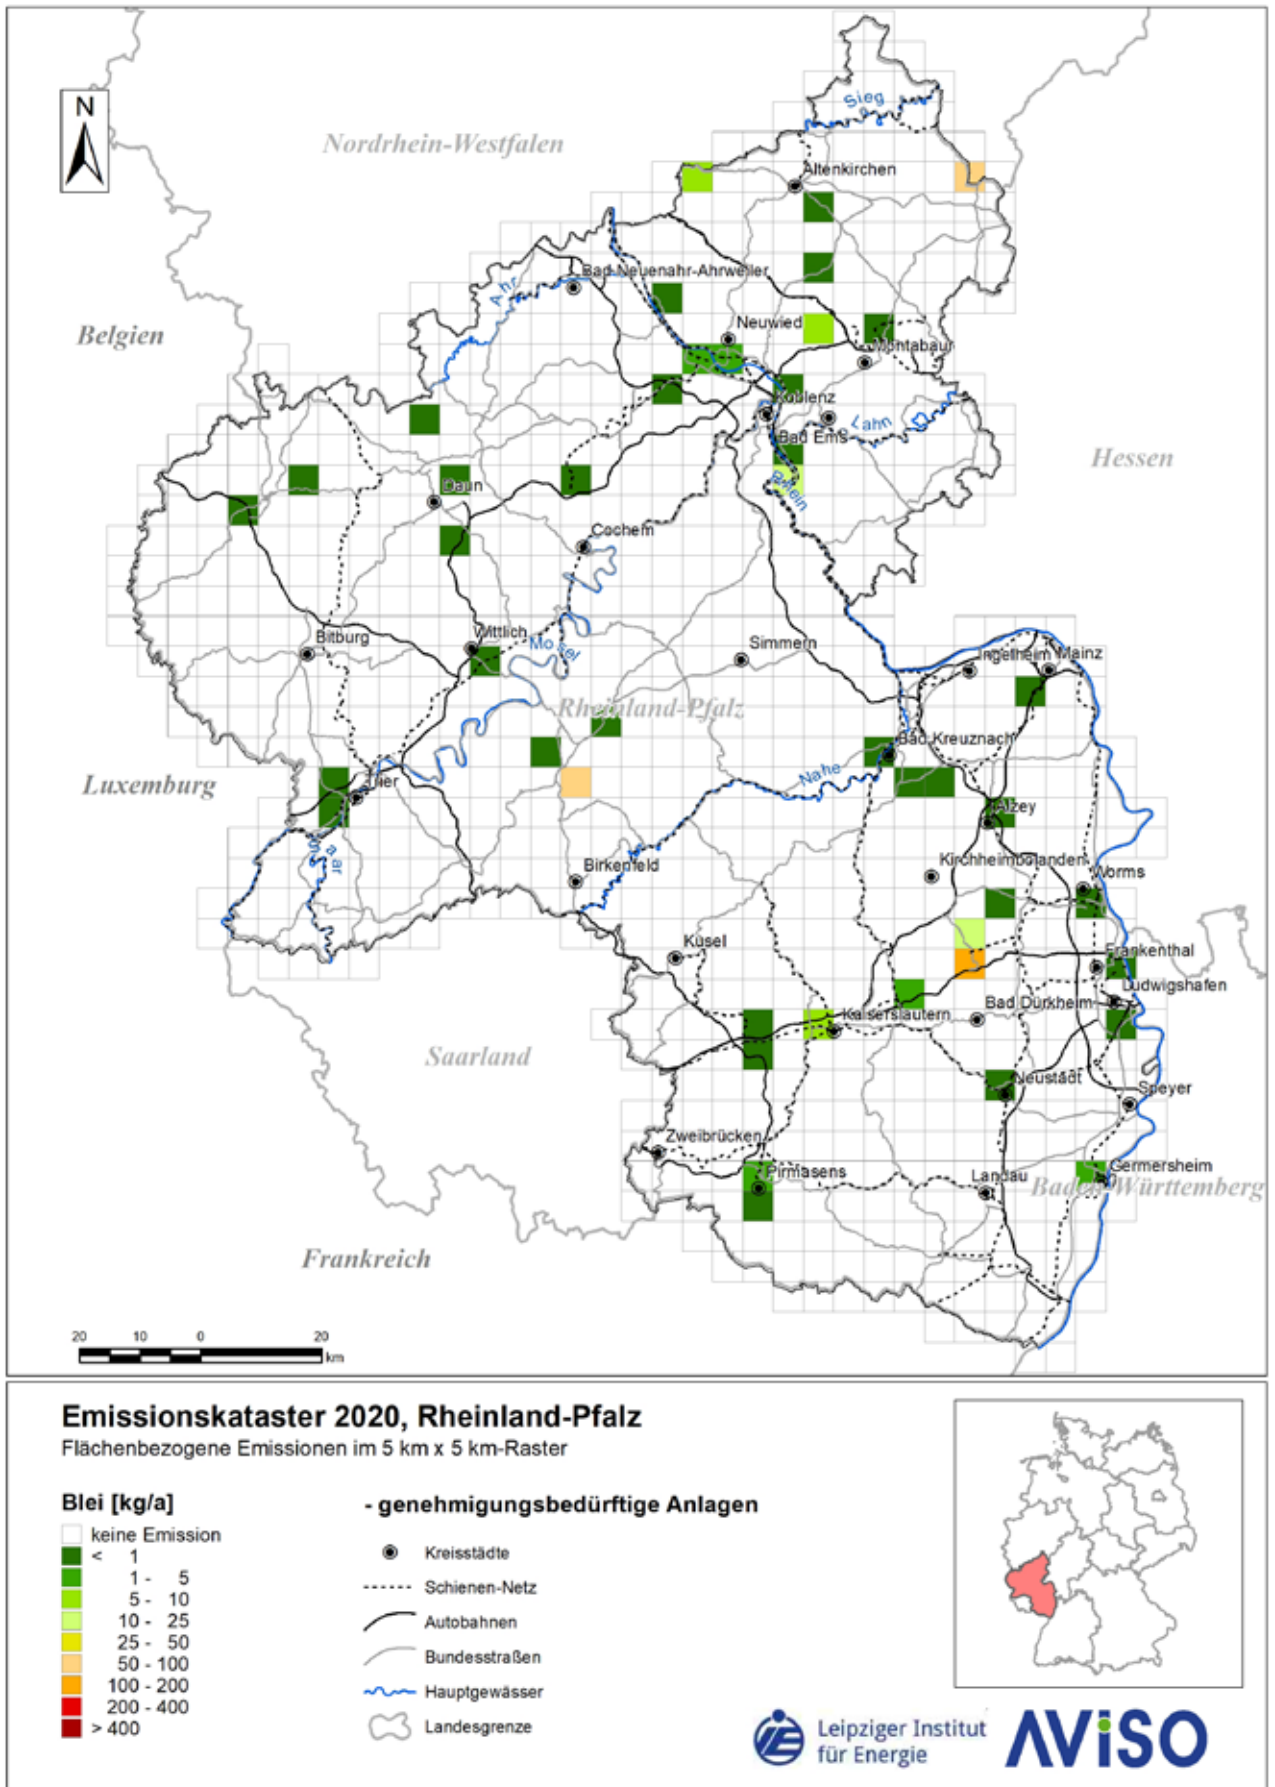 N
Nordrhein-Westfalen
Sieg
Altenkirchen
Bad Neuenahr-Ahrweiler
Ahr
Belgien
Neuwied
Montabaur
Koblenz
Lahn
Bad Ems
Hessen
Rhein
Daun
Cochem
Bitburg
Wittlich
Mosel
Simmern
Ingelheim
Mainz
Rheinland-Pfalz
Bad Kreuznach
Luxemburg
Trier
Nahe
Alzey
Saar
Birkenfeld
Kirchheimbolanden
Worms
Kusel
Frankenthal
Ludwigshafen
Bad Dürkheim
Kaiserslautern
Saarland
Neustadt
Speyer
Zweibrücken
Pirmasens
Landau
Germersheim
Baden-Württemberg
Frankreich
20 10 0 20
km
Emissionskataster 2020, Rheinland-Pfalz
Flächenbezogene Emissionen im 5 km x 5 km-Raster
Blei [kg/a]
keine Emission
< 1
1 - 5
5 - 10
10 - 25
25 - 50
50 - 100
100 - 200
200 - 400
> 400
- genehmigungsbedürftige Anlagen
Kreisstädte
Schienen-Netz
Autobahnen
Bundesstraßen
Hauptgewässer
Landesgrenze
Leipziger Institut
für Energie
AViSO